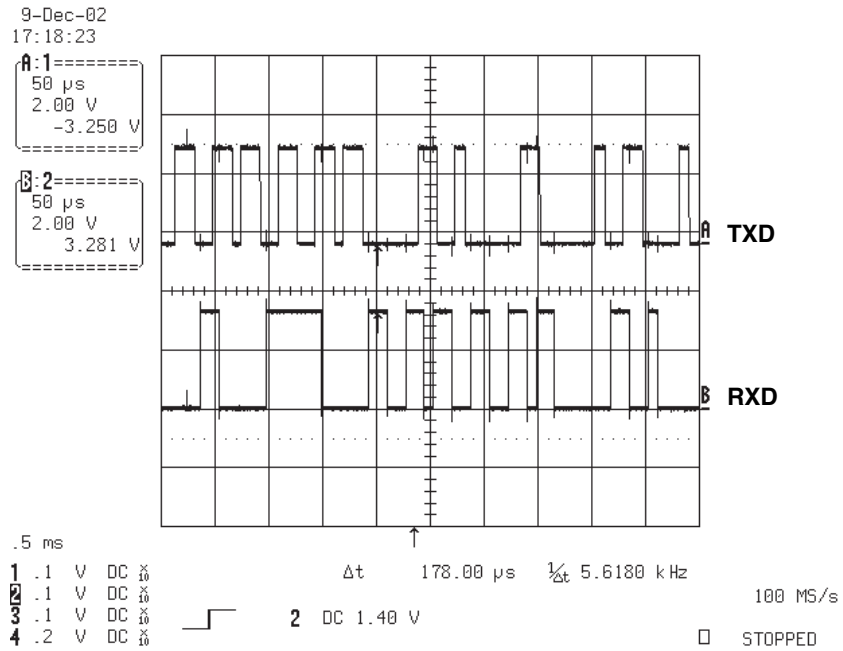 9-Dec-02
17:18:23
A:1
50 µs
2.00 V
-3.250 V
B:2
50 µs
2.00 V
3.281 V
A TXD
B RXD
.5 ms
1 .1 V DC X10
2 .1 V DC X10
3 .1 V DC X10
4 .2 V DC X10
Δt 178.00 µs 1/Δt 5.6180 kHz
2 DC 1.40 V
100 MS/s
STOPPED